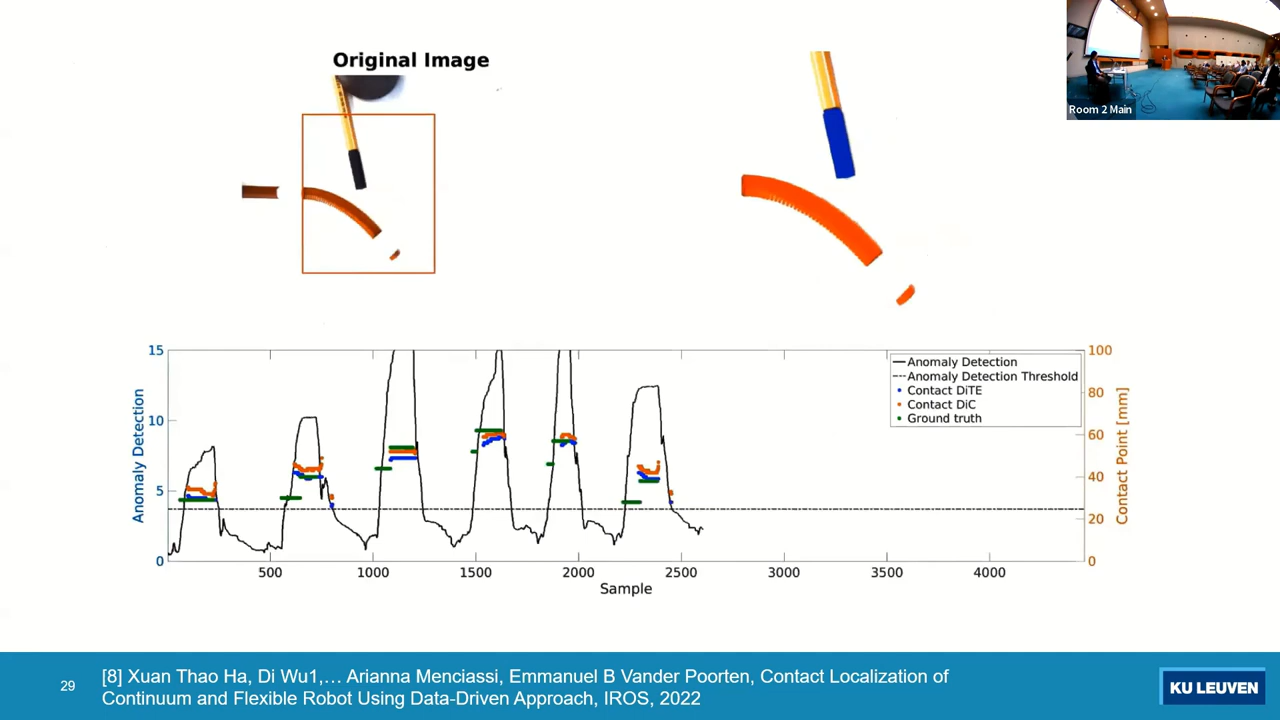 Original Image
Room 2 Main
15
10
5
0
Anomaly Detection
100
80
60
40
20
0
Contact Point [mm]
Anomaly Detection
Anomaly Detection Threshold
Contact DiTE
Contact DiC
Ground truth
500 1000 1500 2000 2500 3000 3500 4000
Sample
29
[8] Xuan Thao Ha, Di Wu1,… Arianna Menciassi, Emmanuel B Vander Poorten, Contact Localization of
Continuum and Flexible Robot Using Data-Driven Approach, IROS, 2022
KU LEUVEN